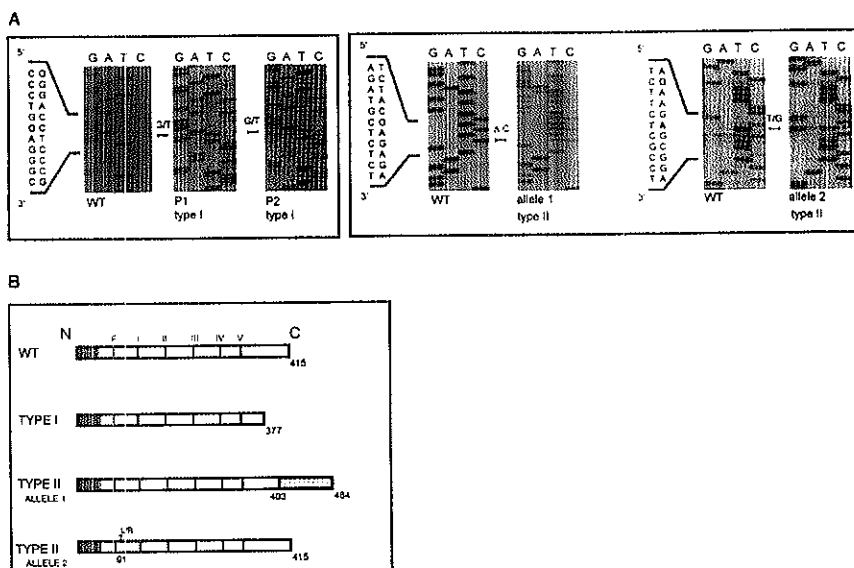 A
5'
G A T C
G A T C
G A T C
G/T
G/T
3'
WT
P1
type I
P2
type I
5'
A T
G C
A T
T A
G C
C G
T A
C G
T A
C G
T A
3'
G A T C
G A T C
Δ C
WT
allele 1
type II
5'
T A
C G
T A
T A
C G
T A
C G
G C
C G
C G
T A
3'
G A T C
G A T C
T/G
WT
allele 2
type II
B
N
F I II III IV V
C
WT
415
TYPE I
377
TYPE II
ALLELE 1
403
484
L/R
TYPE II
ALLELE 2
91
415